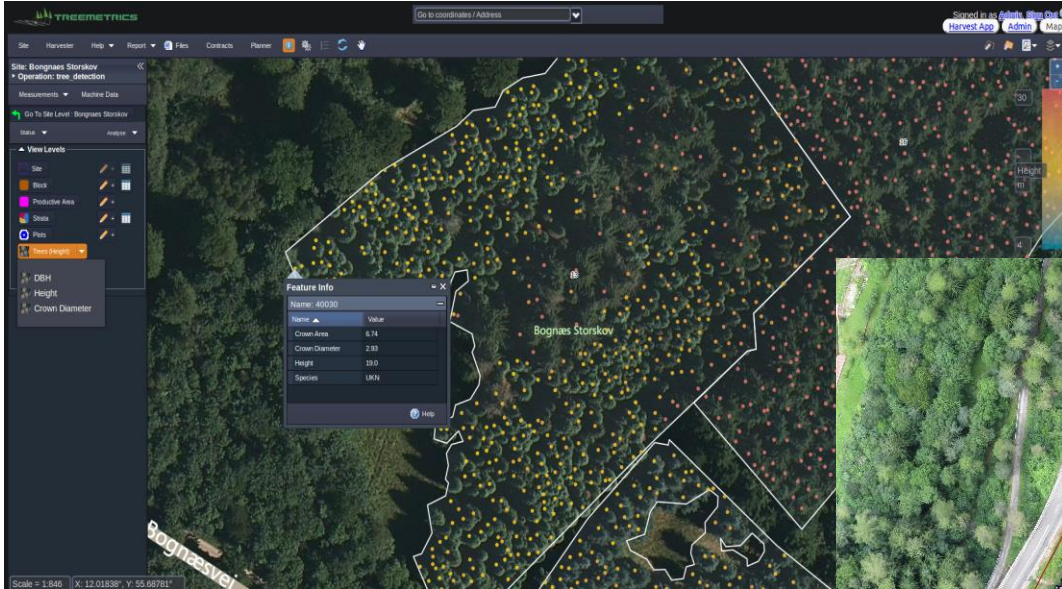 TREEMETRICS
Go to coordinates / Address
Signed in as Admin, Sign Out
Harvest App Admin Map
Site Harvester Help Report Files Contracts Planner
Site: Bongnaes Storskov
Operation: tree_detection
Measurements Machine Data
Go To Site Level : Bongnaes Storskov
Status Analyse
View Levels
Site
Block
Productive Area
Strata
Plots
Trees (Height)
DBH
Height
Crown Diameter
30
Height
m
4
Feature Info
Name: 40030
Name Value
Crown Area 6.74
Crown Diameter 2.93
Height 19.0
Species UKN
Help
Bognæs Storskov
Bognæsvej
Scale = 1:846 X: 12.01838°, Y: 55.68781°